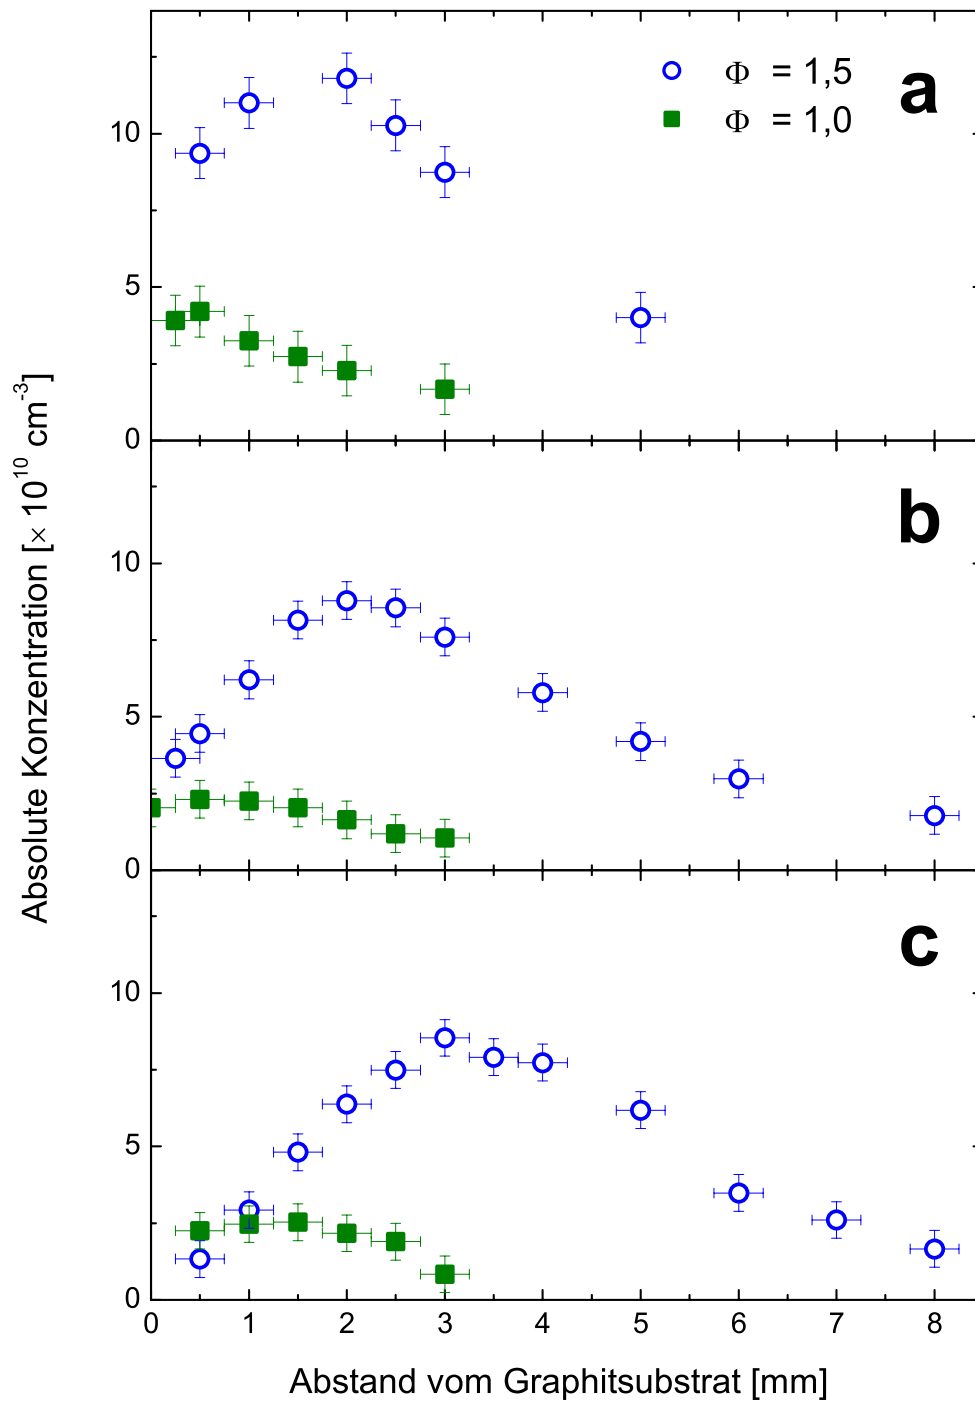 Φ = 1,5
Φ = 1,0
a
10
5
0
b
10
5
0
c
10
5
0
0 1 2 3 4 5 6 7 8
Absolute Konzentration [× 10^10 cm^-3]
Abstand vom Graphitsubstrat [mm]